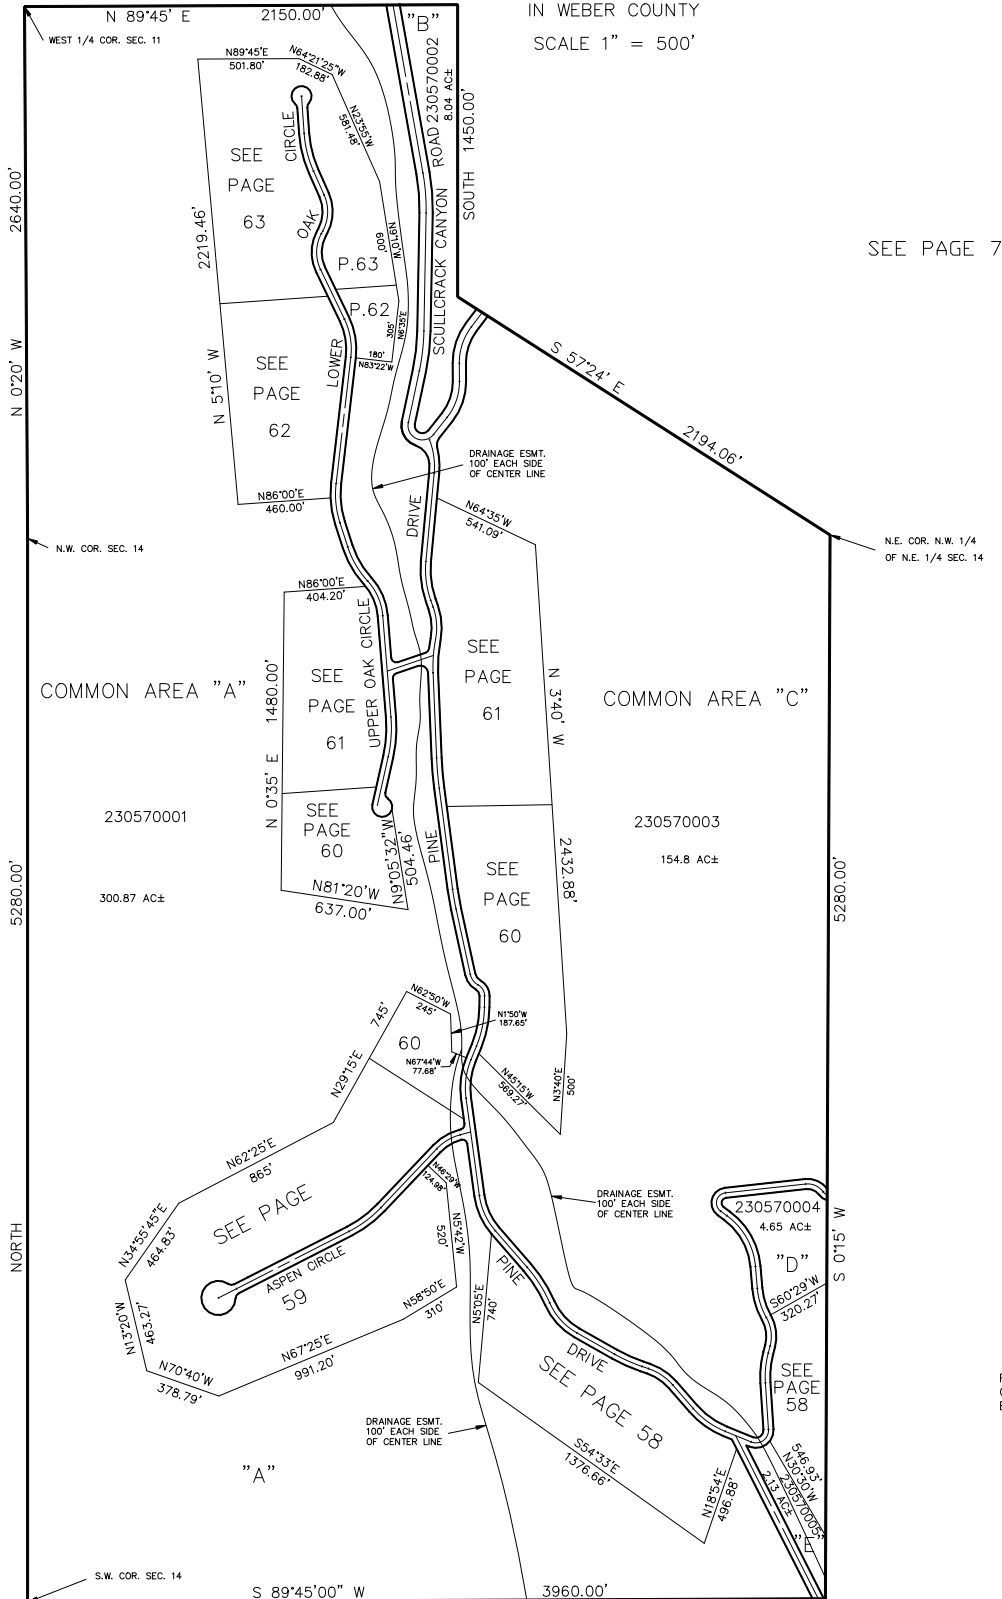 IN WEBER COUNTY
SCALE 1" = 500'
N 89°45' E
2150.00'
"B"
WEST 1/4 COR. SEC. 11
N89°45'E
501.80'
N64°21'25"W
182.88'
N23°55'W
581.48'
SCULLCRACK CANYON ROAD 230570002
8.04 AC±
SOUTH 1450.00'
2640.00'
N 0°20' W
CIRCLE
OAK
LOWER
SEE
PAGE
63
2219.46'
N 5°10' W
N9°10'W
600'
P.63
P.62
305'
N6°35'E
180'
N83°22'W
SEE PAGE 7
SEE
PAGE
62
S 57°24' E
2194.06'
DRAINAGE ESMT.
100' EACH SIDE
OF CENTER LINE
N86°00'E
460.00'
DRIVE
N64°35'W
541.09'
N.W. COR. SEC. 14
N.E. COR. N.W. 1/4
OF N.E. 1/4 SEC. 14
N86°00'E
404.20'
UPPER OAK CIRCLE
SEE
PAGE
61
N 0°35' E 1480.00'
SEE
PAGE
61
N 3°40' W
2432.88'
COMMON AREA "A"
COMMON AREA "C"
230570001
300.87 AC±
230570003
154.8 AC±
SEE
PAGE
60
N9°05'32"W
504.46'
PINE
N81°20'W
637.00'
SEE
PAGE
60
5280.00'
5280.00'
N62°50'W
245'
N1°50'W
187.65'
745'
N29°15'E
60
N67°44'W
77.68'
N45°15'W
569.27'
N3°40'E
500'
N62°25'E
865'
N46°29'W
124.98'
SEE PAGE
59
ASPEN CIRCLE
N34°55'45"E
464.83'
N13°20'W
463.27'
N70°40'W
378.79'
N67°25'E
991.20'
N58°50'E
310'
N5°42'W
520'
N5°05'E
740'
NORTH
DRAINAGE ESMT.
100' EACH SIDE
OF CENTER LINE
230570004
4.65 AC±
"D"
S60°29'W
320.27'
S 0°15' W
PINE
DRIVE
SEE PAGE 58
SEE
PAGE
58
DRAINAGE ESMT.
100' EACH SIDE
OF CENTER LINE
S54°33'E
1376.66'
N18°54'E
496.88'
546.93'
N30°30'W
230570005
2.13 AC±
"E"
"A"
S.W. COR. SEC. 14
S 89°45'00" W
3960.00'